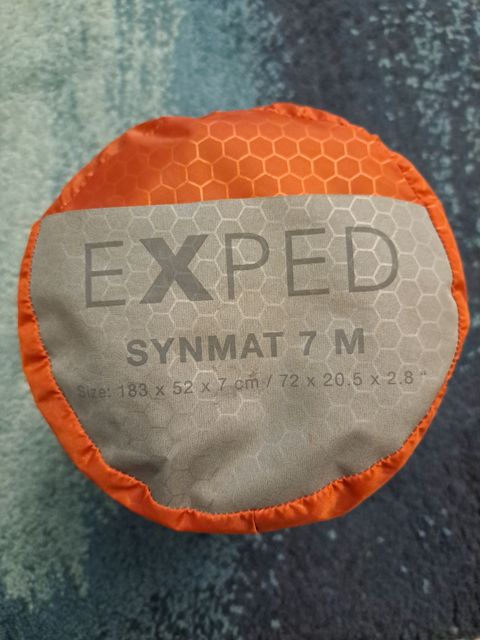 EXPED
SYNMAT 7 M
Size: 183 x 52 x 7 cm / 72 x 20.5 x 2.8 "